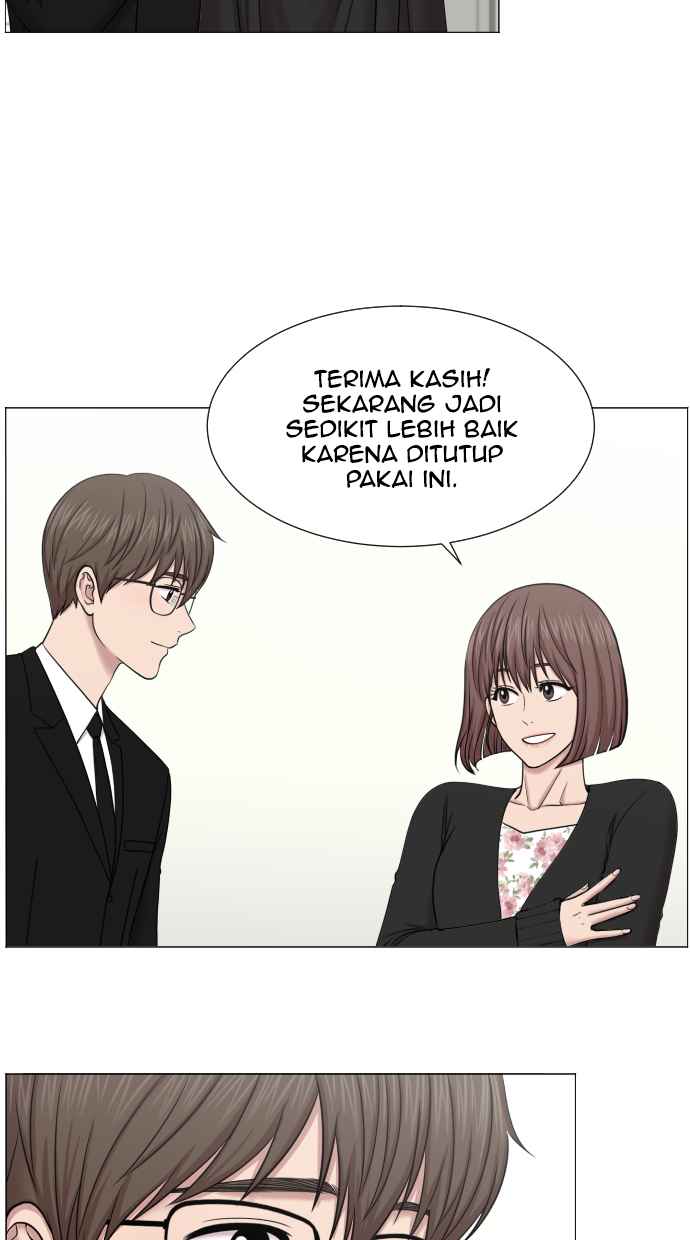 TERIMA KASIH!
SEKARANG JADI
SEDIKIT LEBIH BAIK
KARENA DITUTUP
PAKAI INI.